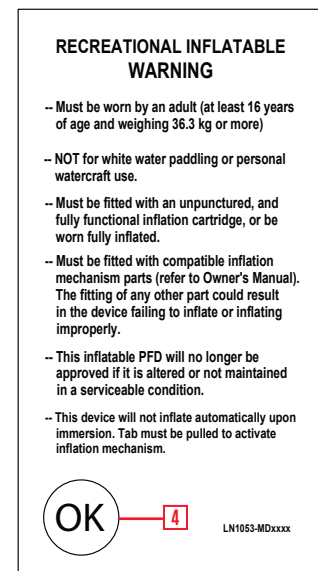 RECREATIONAL INFLATABLE
WARNING
-- Must be worn by an adult (at least 16 years
of age and weighing 36.3 kg or more)
-- NOT for white water paddling or personal
watercraft use.
-- Must be fitted with an unpunctured, and
fully functional inflation cartridge, or be
worn fully inflated.
-- Must be fitted with compatible inflation
mechanism parts (refer to Owner's Manual).
The fitting of any other part could result
in the device failing to inflate or inflating
improperly.
-- This inflatable PFD will no longer be
approved if it is altered or not maintained
in a serviceable condition.
-- This device will not inflate automatically upon
immersion. Tab must be pulled to activate
inflation mechanism.
OK 4 LN1053-MDxxxx